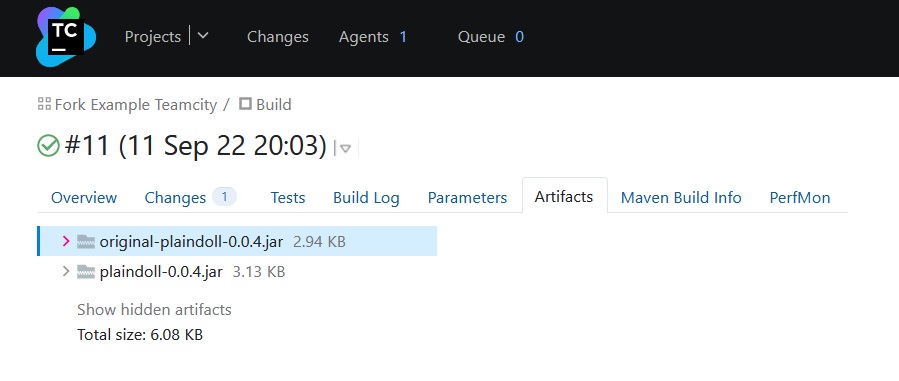 TC
Projects Changes Agents 1 Queue 0
Fork Example Teamcity / Build
#11 (11 Sep 22 20:03)
Overview Changes 1 Tests Build Log Parameters Artifacts Maven Build Info PerfMon
original-plaindoll-0.0.4.jar 2.94 KB
plaindoll-0.0.4.jar 3.13 KB
Show hidden artifacts
Total size: 6.08 KB